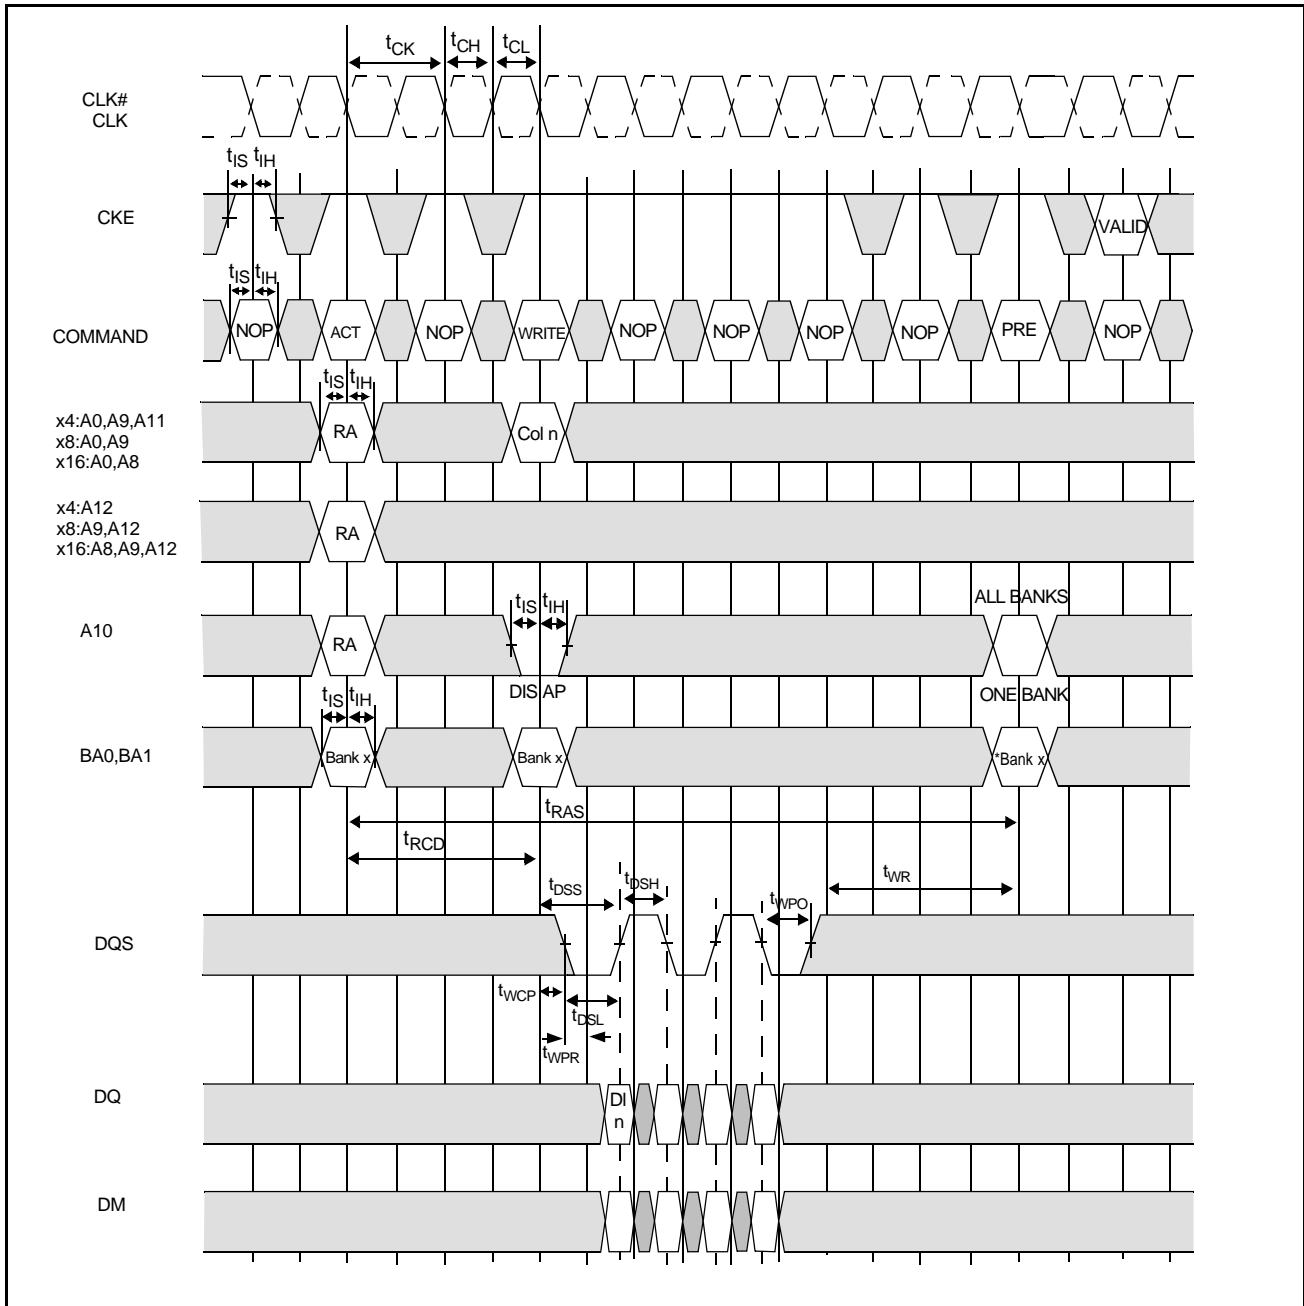 tCK tCH tCL
CLK#
CLK
tIS tIH
CKE
VALID
tIS tIH
COMMAND
NOP ACT NOP WRITE NOP NOP NOP NOP PRE NOP
tIS tIH
x4:A0,A9,A11
x8:A0,A9
x16:A0,A8
RA Col n
x4:A12
x8:A9,A12
x16:A8,A9,A12
RA
ALL BANKS
tIS tIH
A10
RA
DIS AP ONE BANK
tIS tIH
BA0,BA1
Bank x Bank x *Bank x
tRAS
tRCD
tDSS tDSH tWR
tWPO
DQS
tWCP
tDSL
tWPR
DQ
DI
n
DM